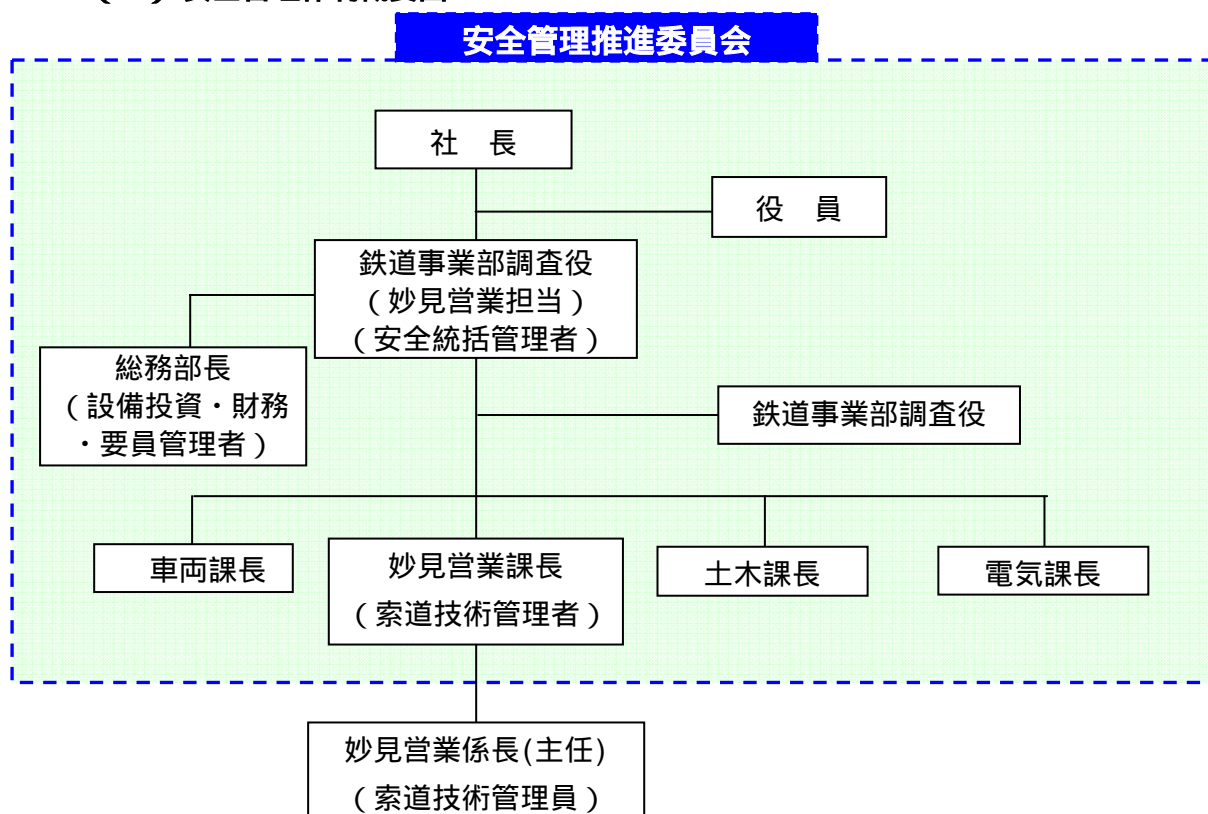 安全管理推進委員会
社　長
役　員
鉄道事業部調査役
（妙見営業担当）
（安全統括管理者）
総務部長
（設備投資・財務
・要員管理者）
鉄道事業部調査役
車両課長
妙見営業課長
（索道技術管理者）
土木課長
電気課長
妙見営業係長(主任)
（索道技術管理員）